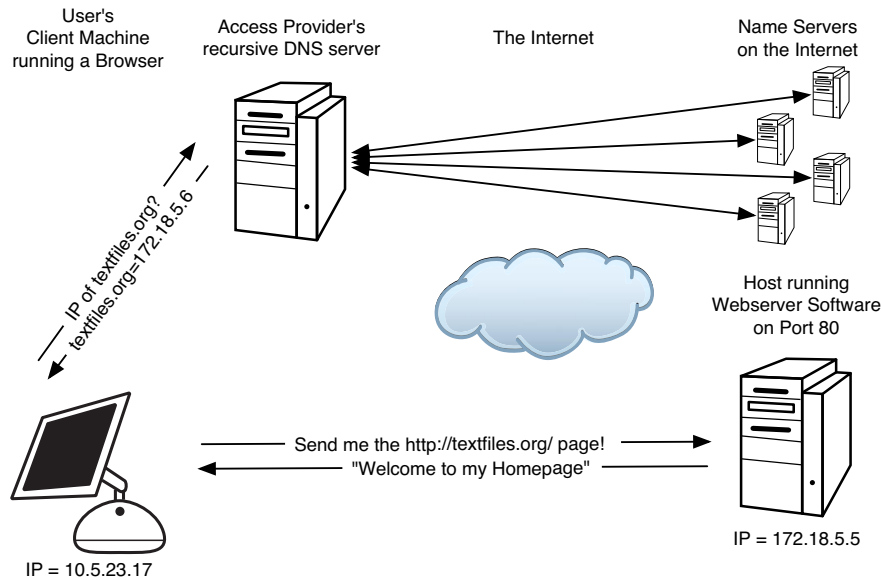 User's
Client Machine
running a Browser
Access Provider's
recursive DNS server
The Internet
Name Servers
on the Internet
IP of textfiles.org?
textfiles.org=172.18.5.6
Host running
Webserver Software
on Port 80
Send me the http://textfiles.org/ page!
"Welcome to my Homepage"
IP = 172.18.5.5
IP = 10.5.23.17